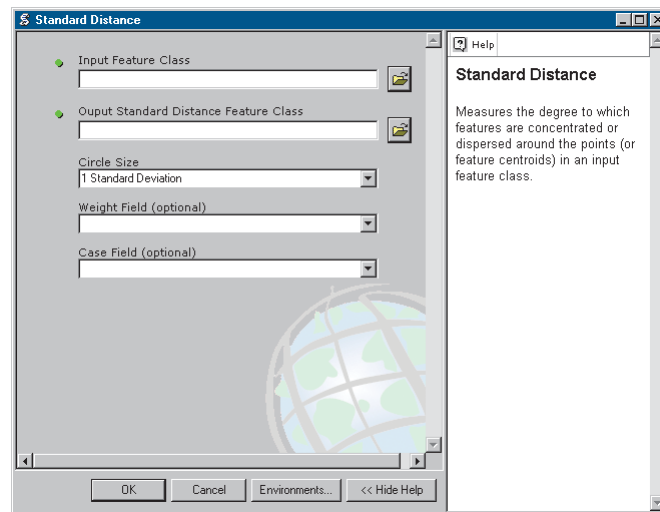 Standard Distance
Input Feature Class
Ouput Standard Distance Feature Class
Circle Size
1 Standard Deviation
Weight Field (optional)
Case Field (optional)
OK
Cancel
Environments...
<< Hide Help
Help
Standard Distance
Measures the degree to which
features are concentrated or
dispersed around the points (or
feature centroids) in an input
feature class.